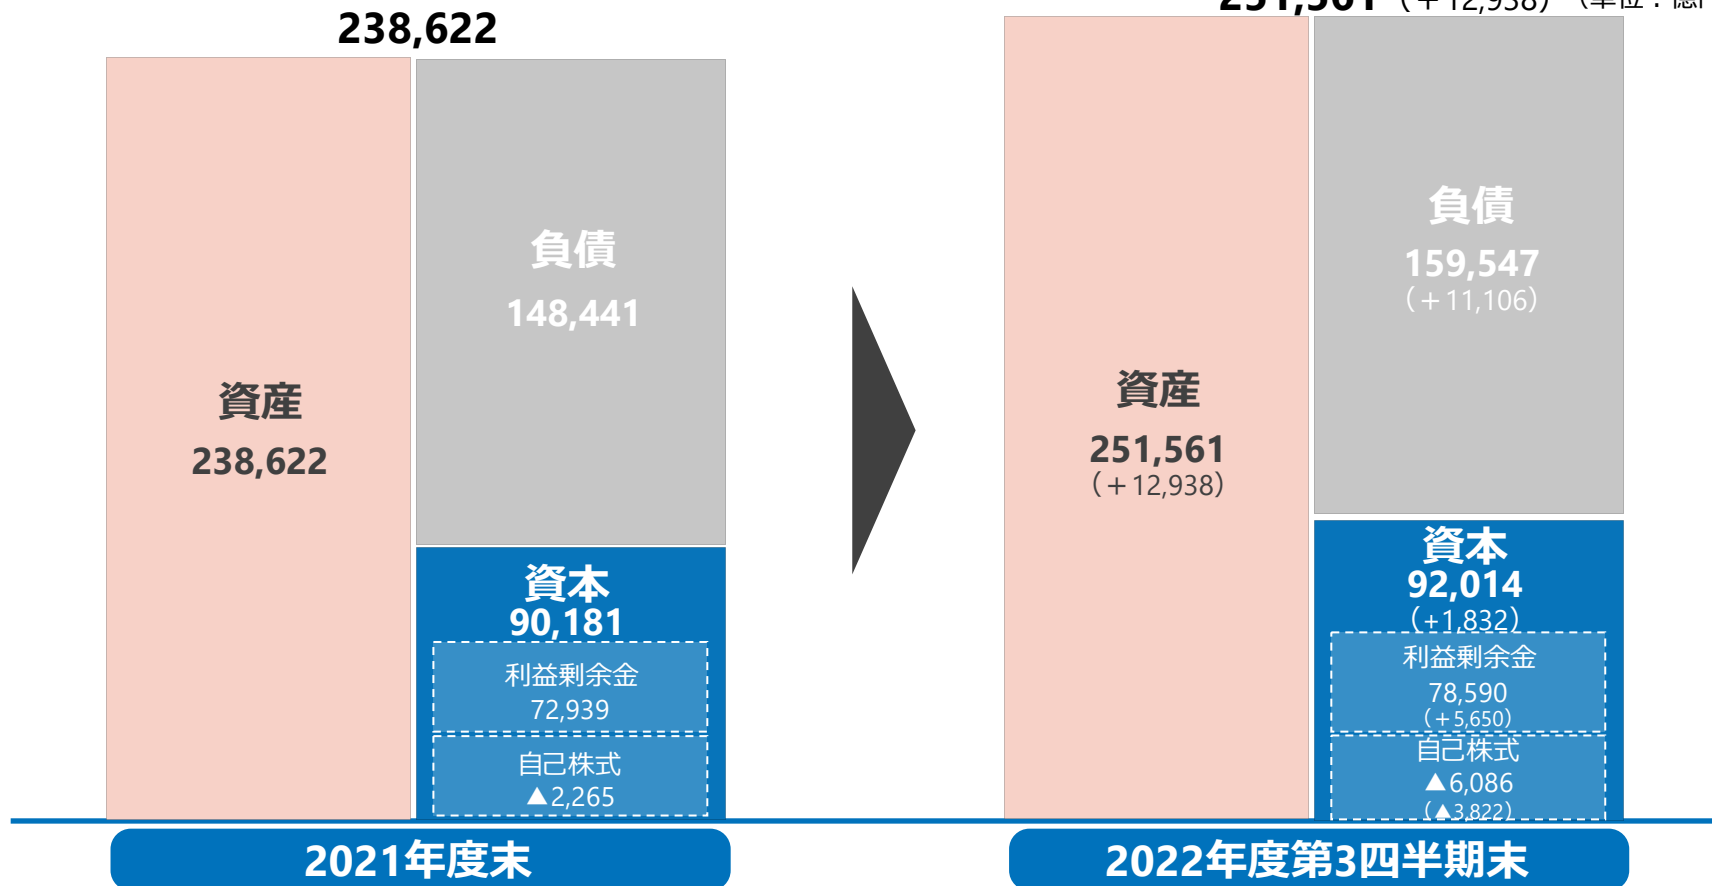 238,622
資産
238,622
負債
148,441
資本
90,181
利益剰余金
72,939
自己株式
▲2,265
2021年度末
251,561（＋12,938）
資産
251,561
（＋12,938）
負債
159,547
（＋11,106）
資本
92,014
（+1,832）
利益剰余金
78,590
（＋5,650）
自己株式
▲6,086
（▲3,822）
2022年度第3四半期末